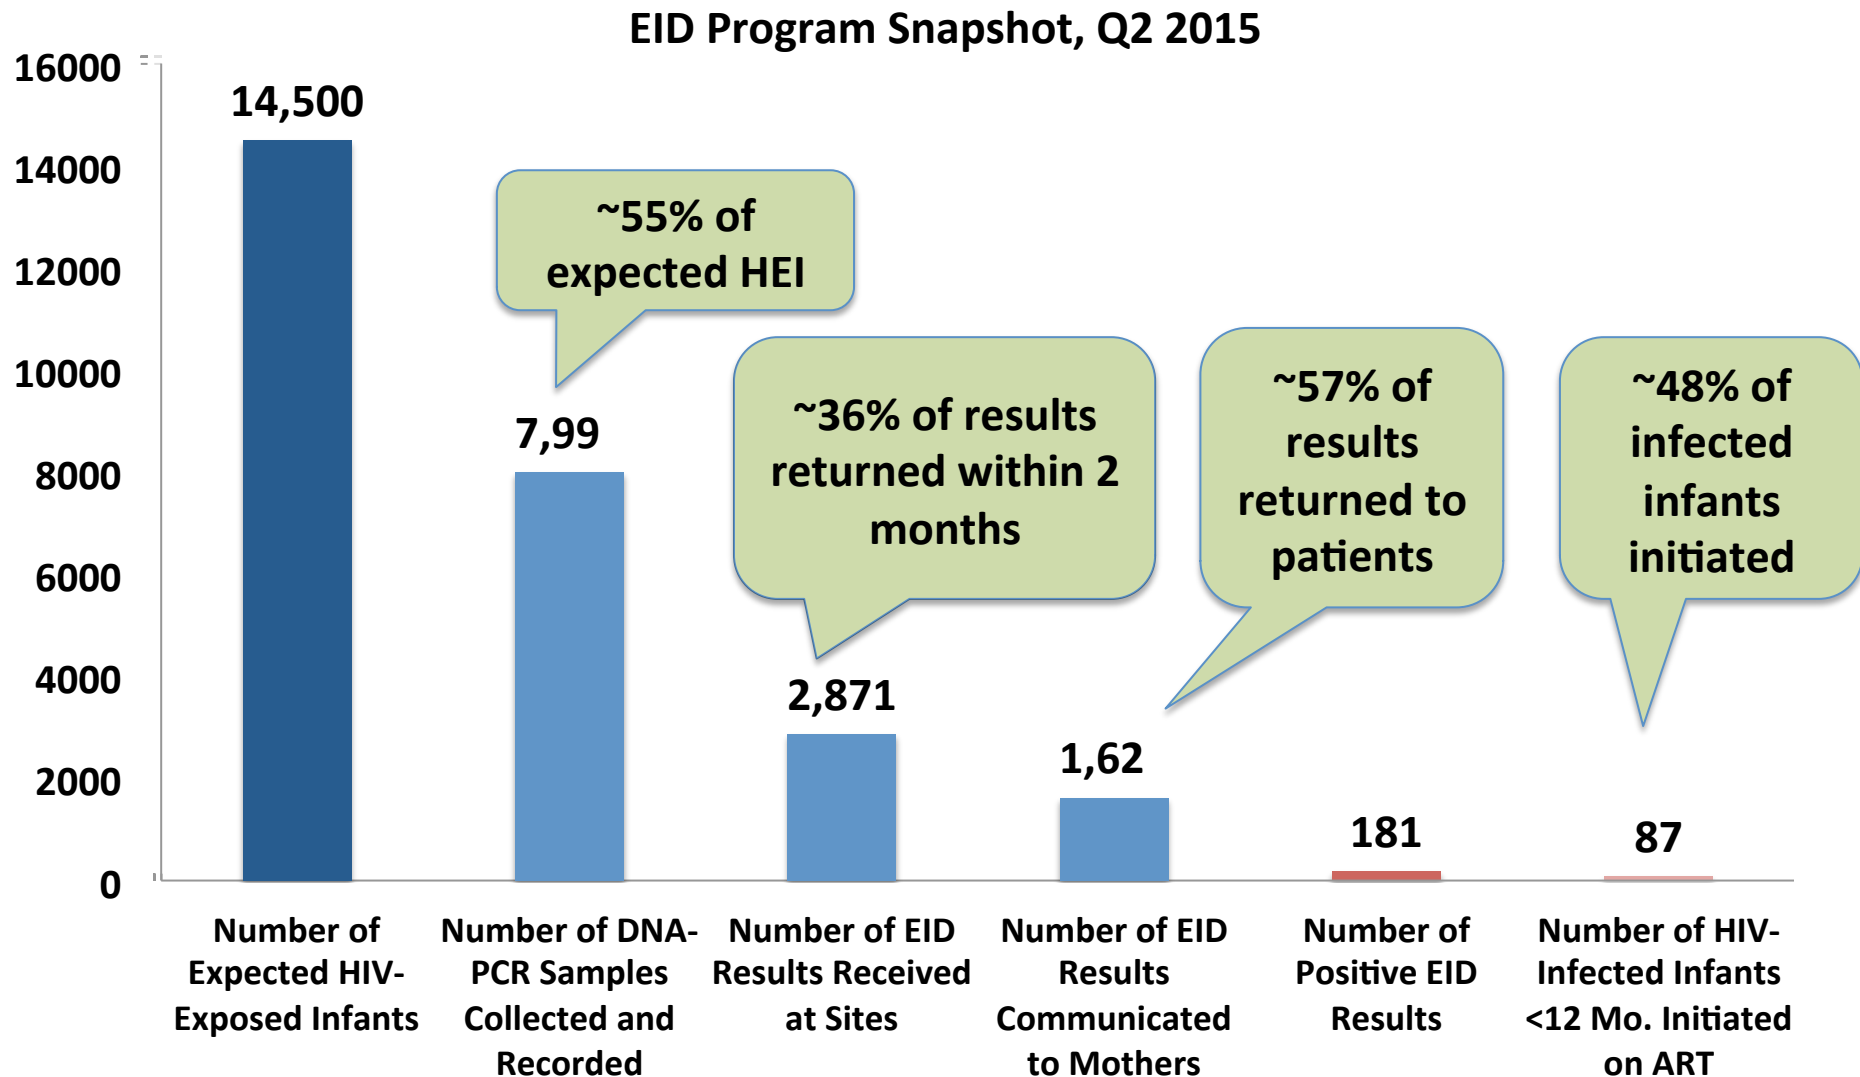 EID Program Snapshot, Q2 2015
16000
14000
12000
10000
8000
6000
4000
2000
0
14,500
7,99
2,871
1,62
181
87
~55% of
expected HEI
~36% of results
returned within 2
months
~57% of
results
returned to
patients
~48% of
infected
infants
initiated
Number of
Expected HIV-
Exposed Infants
Number of DNA-
PCR Samples
Collected and
Recorded
Number of EID
Results Received
at Sites
Number of EID
Results
Communicated
to Mothers
Number of
Positive EID
Results
Number of HIV-
Infected Infants
<12 Mo. Initiated
on ART